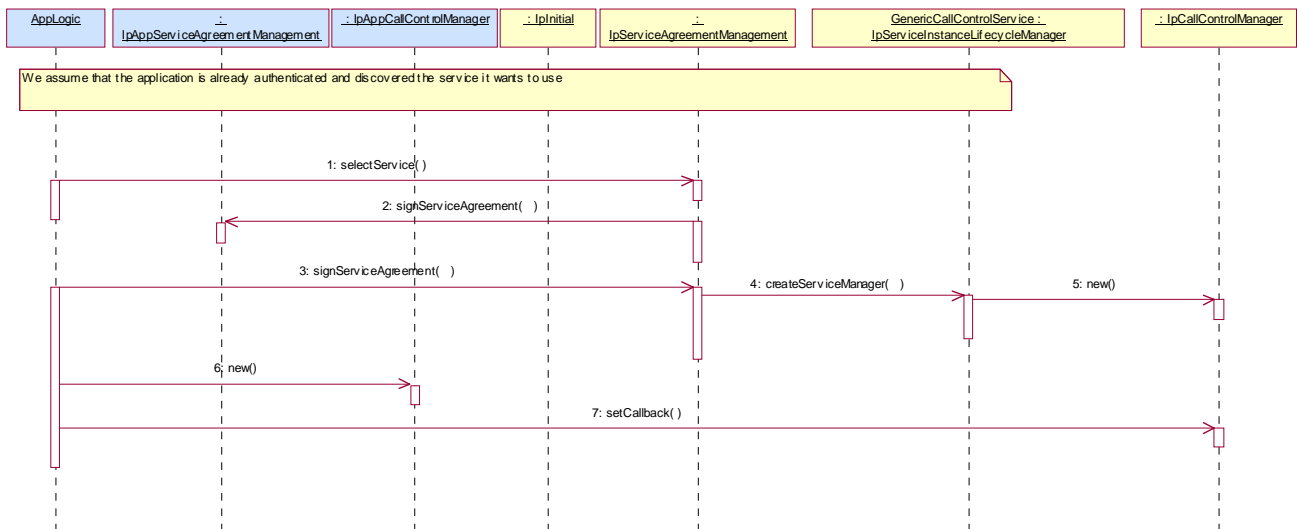 AppLogic
:
IpAppServiceAgreementManagement
: IpAppCallControlManager
: IpInitial
:
IpServiceAgreementManagement
GenericCallControlService :
IpServiceInstanceLifecycleManager
: IpCallControlManager
We assume that the application is already authenticated and discovered the service it wants to use
1: selectService( )
2: signServiceAgreement( )
3: signServiceAgreement( )
4: createServiceManager( )
5: new()
6: new()
7: setCallback( )